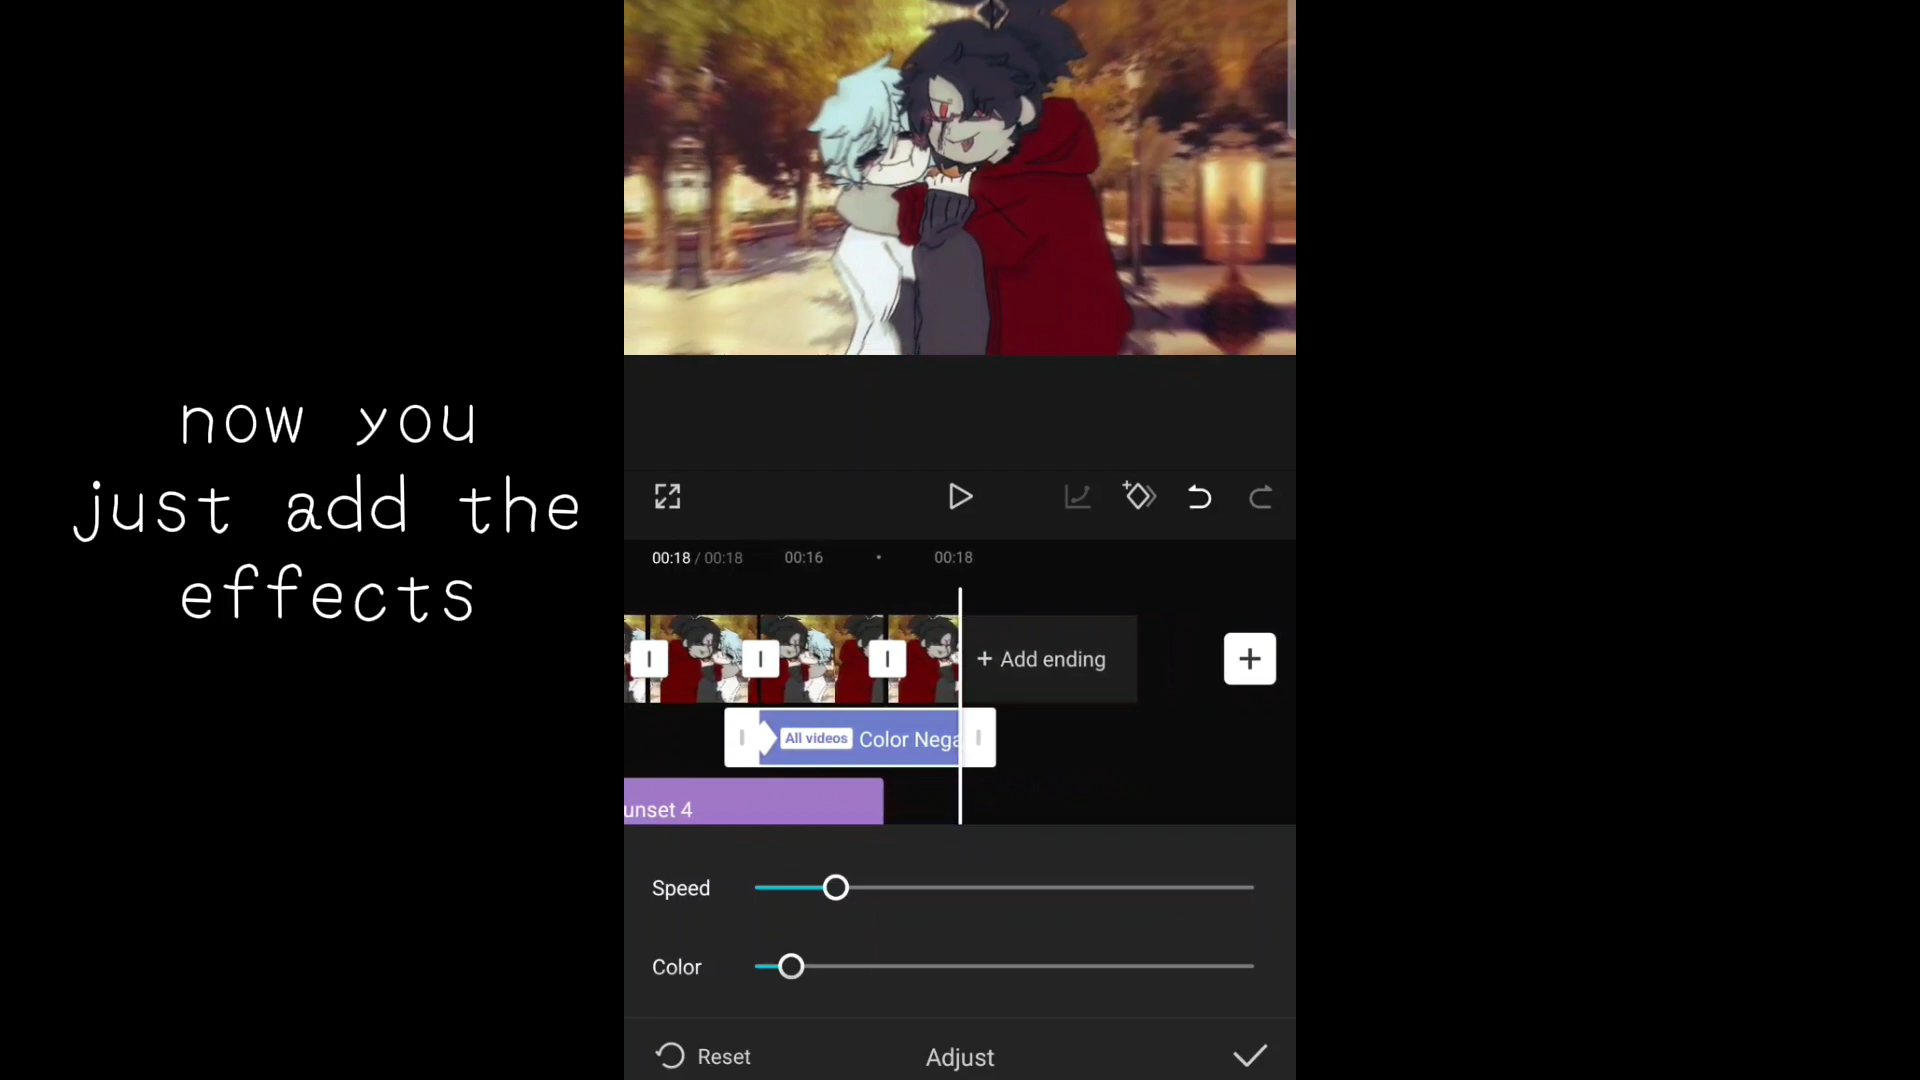 now you
just add the
effects
00:18 / 00:18
00:16
00:18
+ Add ending
All videos
Color Nega
unset 4
Speed
Color
Reset
Adjust